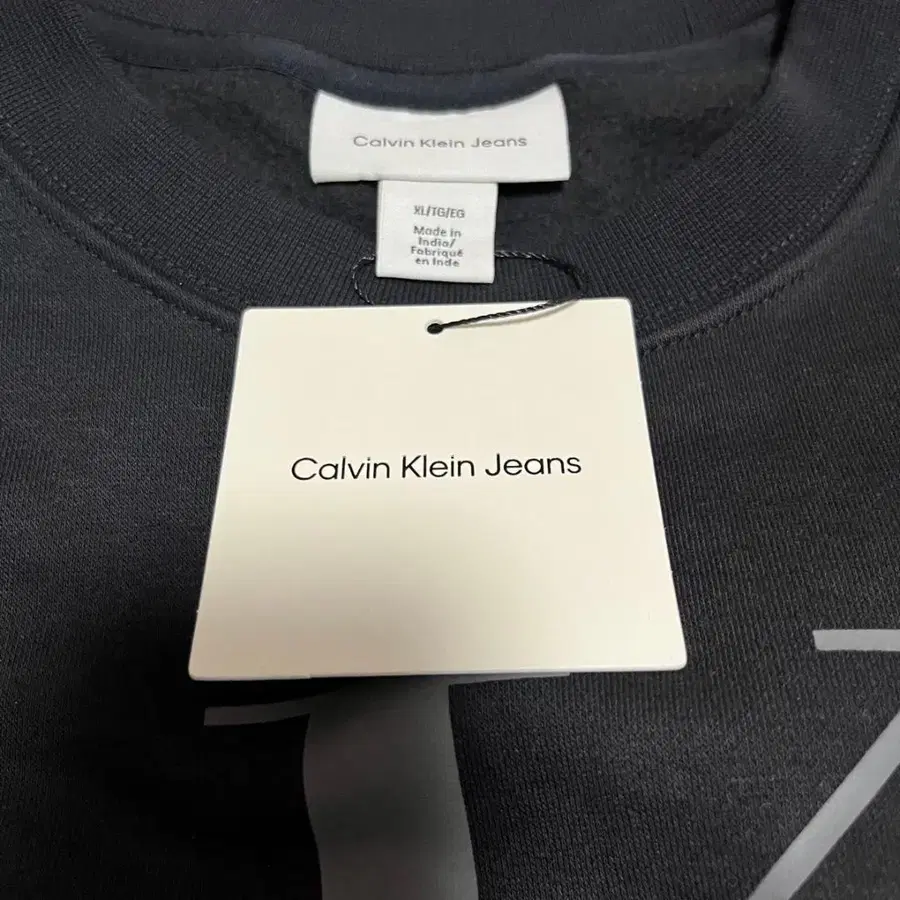 Calvin Klein Jeans
XL/TG/EG
Made in
India/
Fabriqué
en Inde
Calvin Klein Jeans